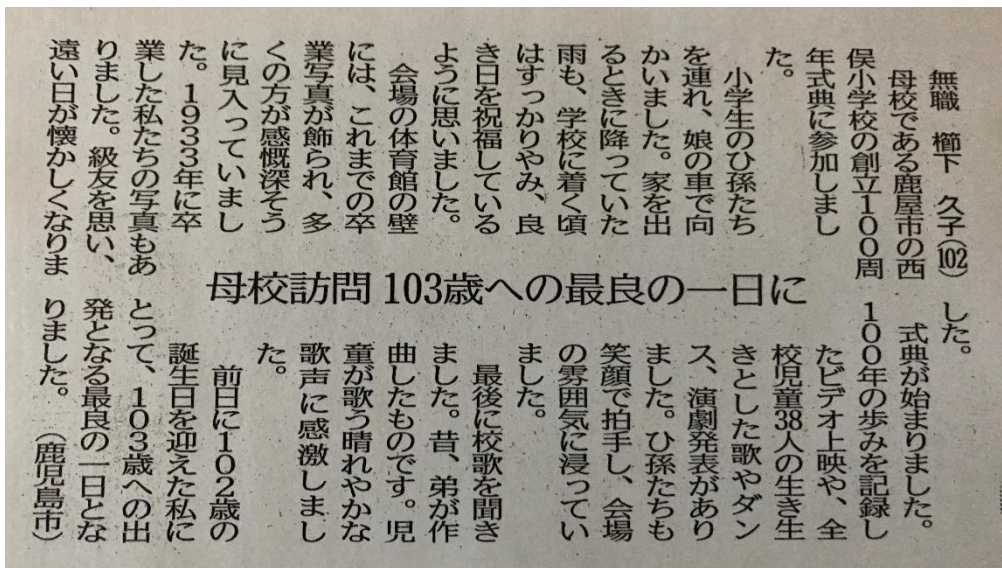 母校訪問 103歳への最良の一日に
無職 櫛下 久子(102)
母校である鹿屋市の西
俣小学校の創立100周
年式典に参加しまし
た。
小学生のひ孫たち
を連れ、娘の車で向
かいました。家を出
るときに降っていた
雨も、学校に着く頃
はすっかりやみ、良
き日を祝福している
ように思いました。
会場の体育館の壁
には、これまでの卒
業写真が飾られ、多
くの方が感慨深そう
に見入っていまし
た。1933年に卒
業した私たちの写真もあ
りました。級友を思い、
遠い日が懐かしくなりま
した。
式典が始まりました。
100年の歩みを記録し
たビデオ上映や、全
校児童38人の生き生
きとした歌やダン
ス、演劇発表があり
ました。ひ孫たちも
笑顔で拍手し、会場
の雰囲気に浸ってい
ました。
最後に校歌を聞き
ました。昔、弟が作
曲したものです。児
童が歌う晴れやかな
歌声に感激しまし
た。
前日に102歳の
誕生日を迎えた私に
とって、103歳への出
発となる最良の一日とな
りました。 (鹿児島市)